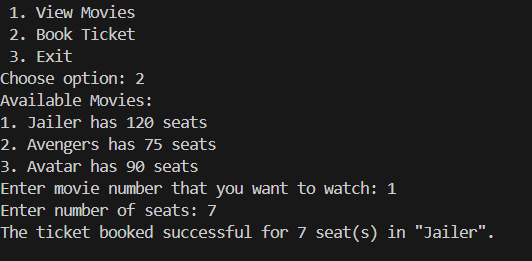 1. View Movies
2. Book Ticket
3. Exit
Choose option: 2
Available Movies:
1. Jailer has 120 seats
2. Avengers has 75 seats
3. Avatar has 90 seats
Enter movie number that you want to watch: 1
Enter number of seats: 7
The ticket booked successful for 7 seat(s) in "Jailer".